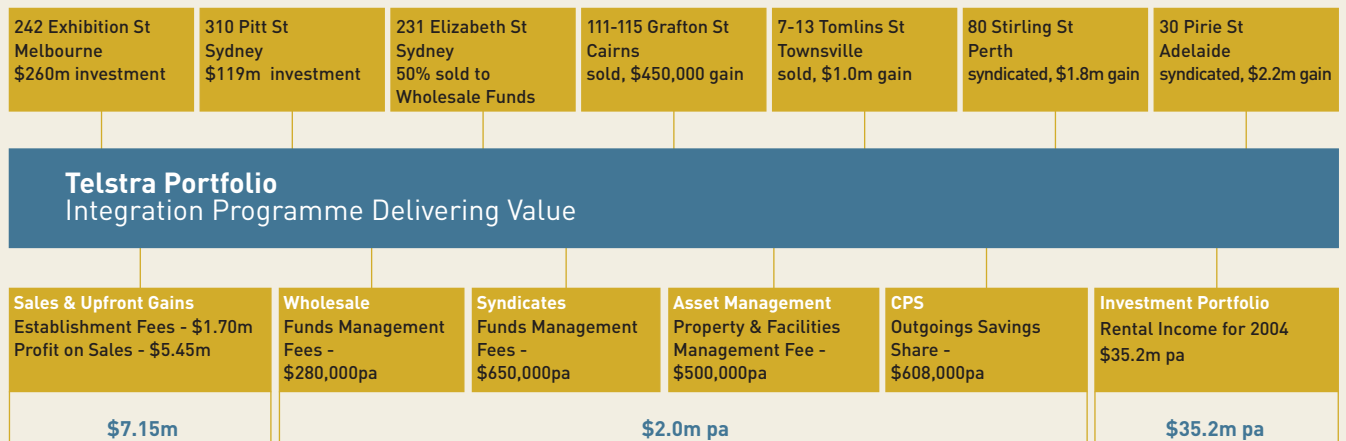 242 Exhibition St
Melbourne
$260m investment
310 Pitt St
Sydney
$119m investment
231 Elizabeth St
Sydney
50% sold to
Wholesale Funds
111-115 Grafton St
Cairns
sold, $450,000 gain
7-13 Tomlins St
Townsville
sold, $1.0m gain
80 Stirling St
Perth
syndicated, $1.8m gain
30 Pirie St
Adelaide
syndicated, $2.2m gain
Telstra Portfolio
Integration Programme Delivering Value
Sales & Upfront Gains
Establishment Fees - $1.70m
Profit on Sales - $5.45m
Wholesale
Funds Management
Fees -
$280,000pa
Syndicates
Funds Management
Fees -
$650,000pa
Asset Management
Property & Facilities
Management Fee -
$500,000pa
CPS
Outgoings Savings
Share -
$608,000pa
Investment Portfolio
Rental Income for 2004
$35.2m pa
$7.15m
$2.0m pa
$35.2m pa